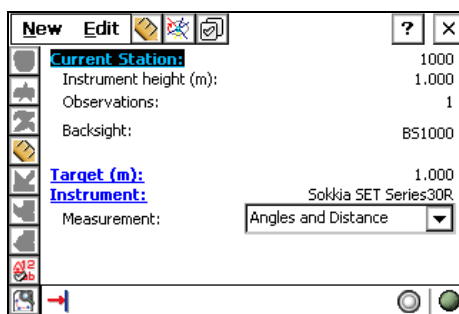 New Edit ? ×
Current Station: 1000
Instrument height (m): 1.000
Observations: 1
Backsight: BS1000
Target (m): 1.000
Instrument: Sokkia SET Series30R
Measurement: Angles and Distance